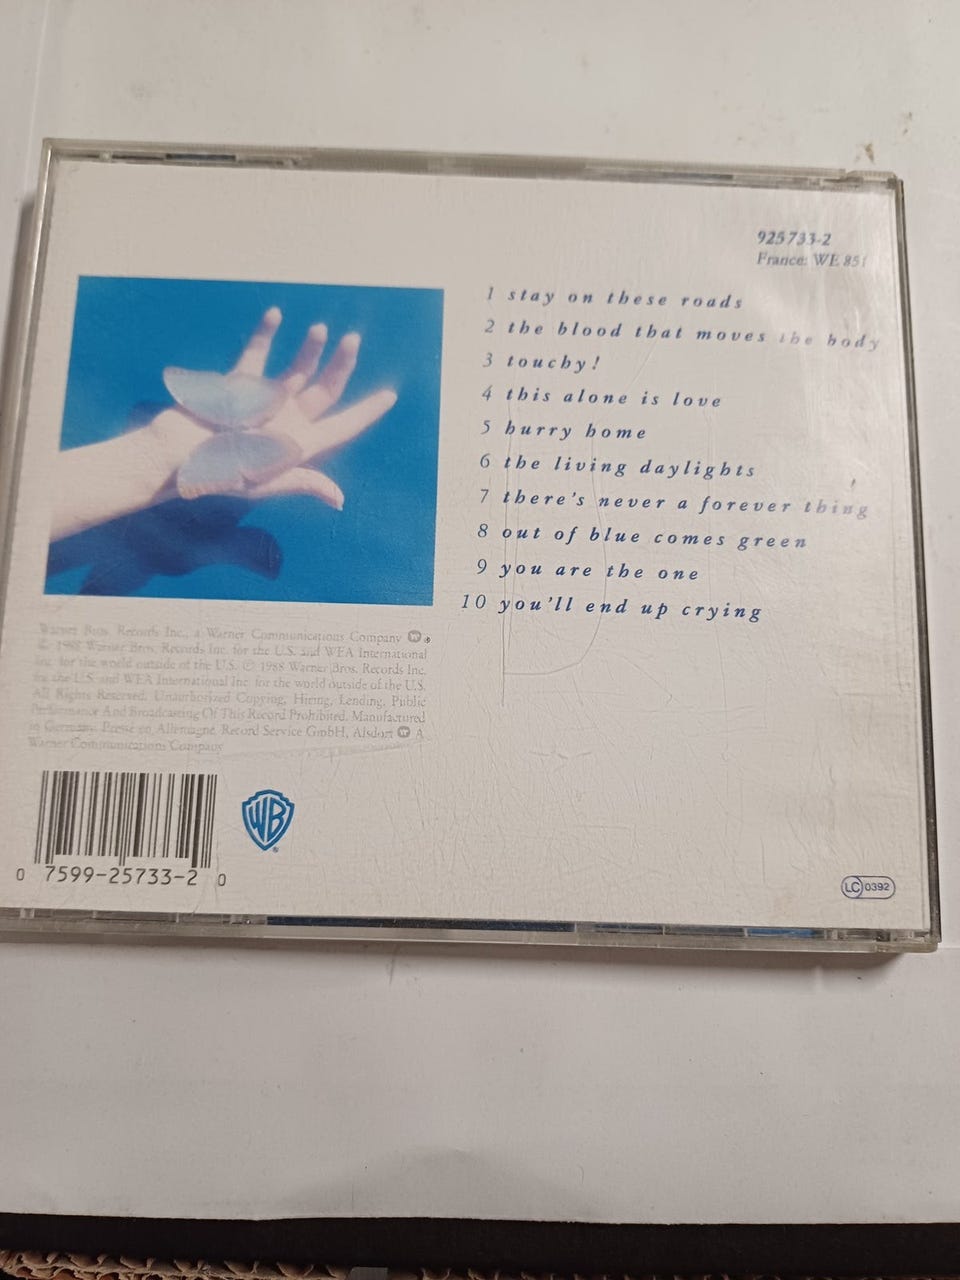 925 733-2
France: WE 851
1 stay on these roads
2 the blood that moves the body
3 touchy!
4 this alone is love
5 hurry home
6 the living daylights
7 there's never a forever thing
8 out of blue comes green
9 you are the one
10 you'll end up crying
Warner Bros. Records Inc., a Warner Communications Company
℗ 1988 Warner Bros. Records Inc. for the U.S. and WEA International
Inc. for the world outside of the U.S. © 1988 Warner Bros. Records Inc.
for the U.S. and WEA International Inc. for the world outside of the U.S.
All Rights Reserved. Unauthorized Copying, Hiring, Lending, Public
Performance And Broadcasting Of This Record Prohibited. Manufactured
in Germany. Presse en Allemagne. Record Service GmbH, Alsdorf A
Warner Communications Company
WB
0 7599-25733-2 0
LC 0392